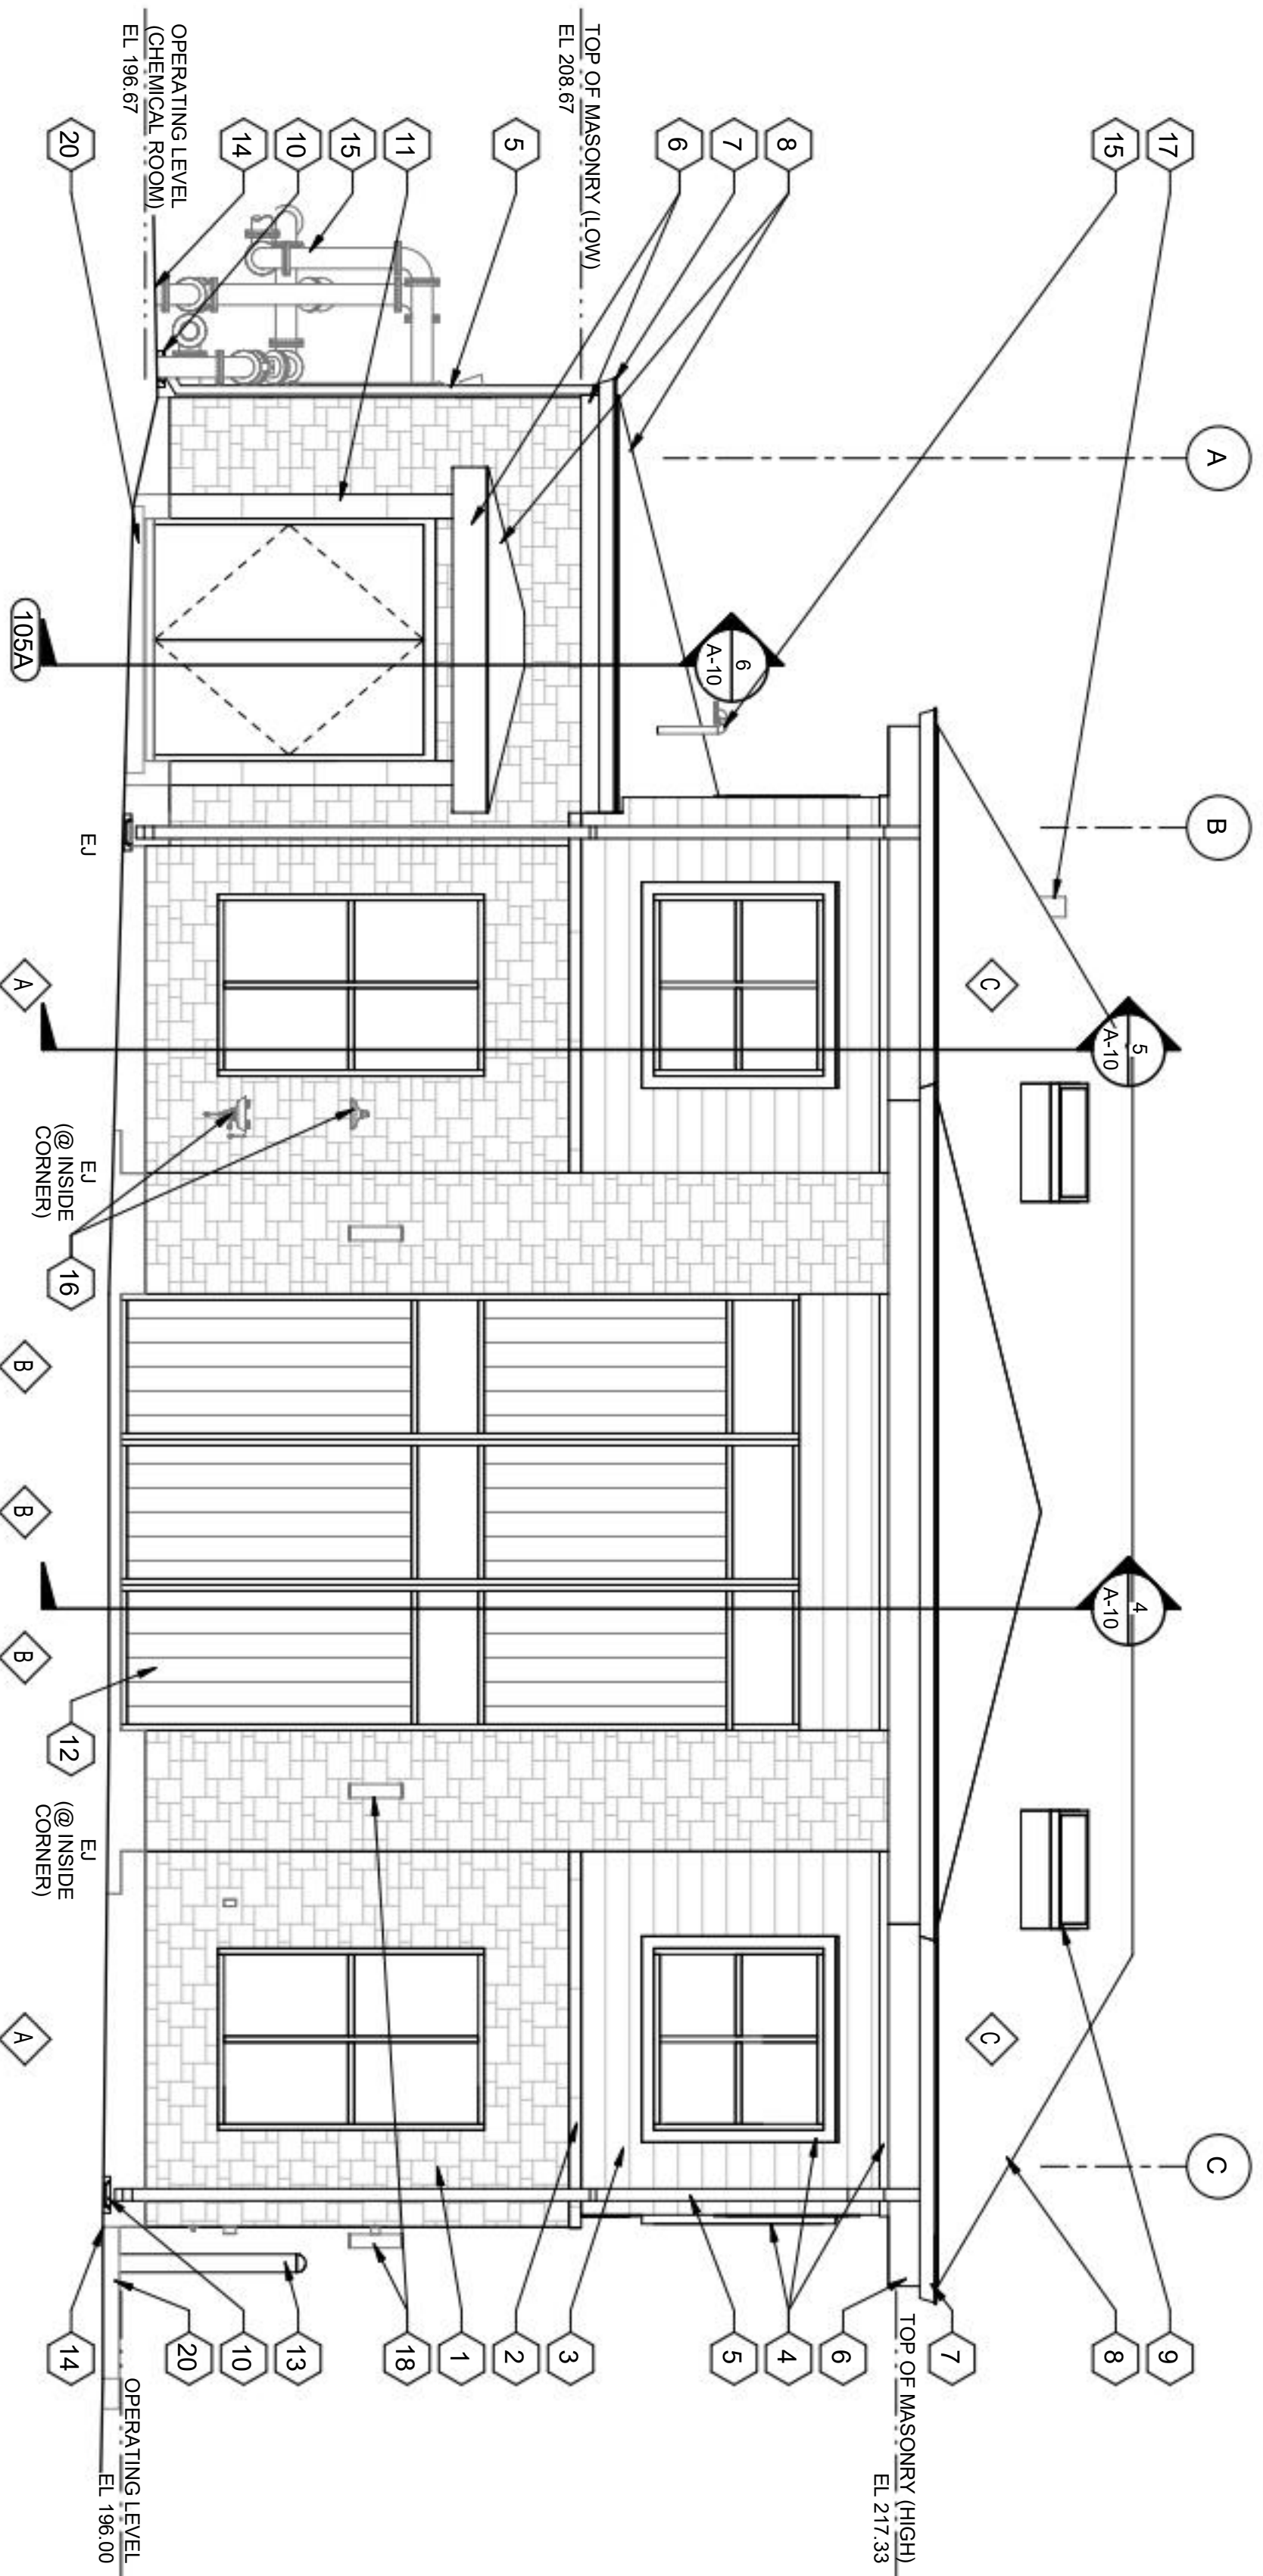 A
B
C
17
15
5
A-10
4
A-10
9
8
C
C
8
7
6
6
A-10
7
TOP OF MASONRY (HIGH)
EL 217.33
6
4
5
TOP OF MASONRY (LOW)
EL 208.67
3
5
2
1
11
18
15
10
13
14
10
OPERATING LEVEL
(CHEMICAL ROOM)
EL 196.67
20
OPERATING LEVEL
EL 196.00
20
14
EJ
EJ
(@ INSIDE
CORNER)
16
12
EJ
(@ INSIDE
CORNER)
105A
A
B
B
B
A